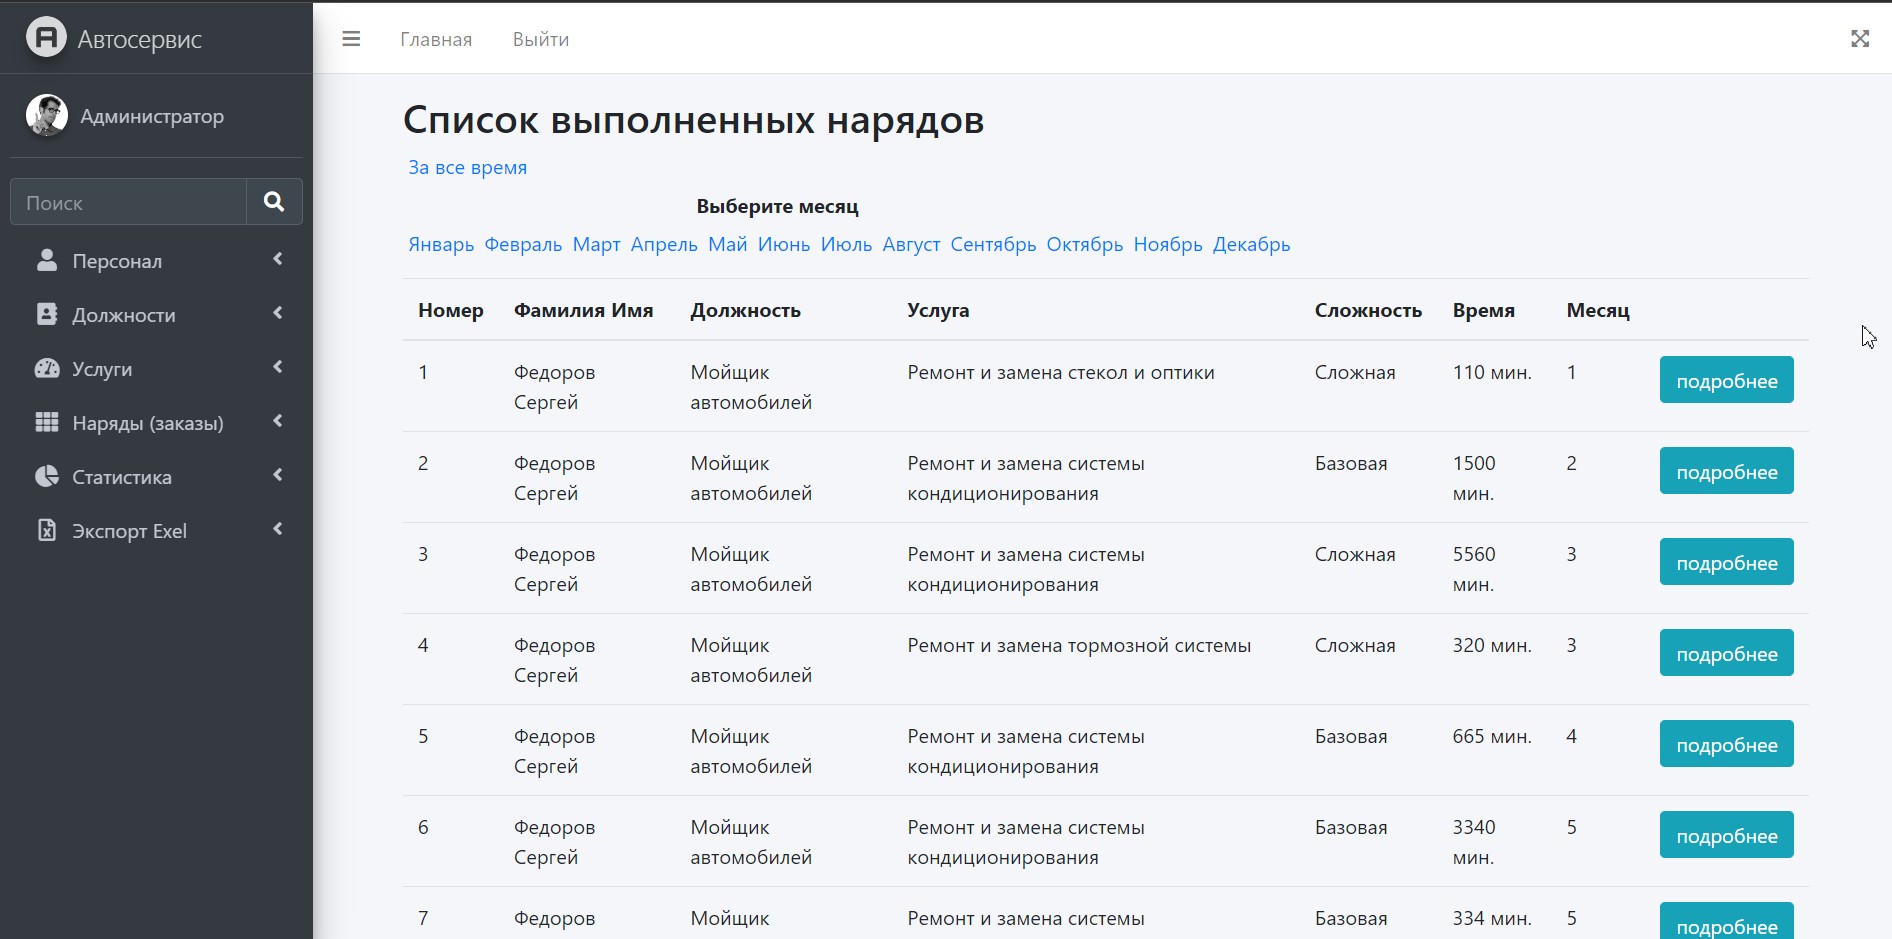 Автосервис
Главная Выйти
Администратор
Поиск
Персонал
Должности
Услуги
Наряды (заказы)
Статистика
Экспорт Exel
Список выполненных нарядов
За все время
Выберите месяц
Январь Февраль Март Апрель Май Июнь Июль Август Сентябрь Октябрь Ноябрь Декабрь
Номер Фамилия Имя Должность Услуга Сложность Время Месяц
1 Федоров Мойщик Ремонт и замена стекол и оптики Сложная 110 мин. 1 подробнее
Сергей автомобилей
2 Федоров Мойщик Ремонт и замена системы Базовая 1500 2 подробнее
Сергей автомобилей кондиционирования мин.
3 Федоров Мойщик Ремонт и замена системы Сложная 5560 3 подробнее
Сергей автомобилей кондиционирования мин.
4 Федоров Мойщик Ремонт и замена тормозной системы Сложная 320 мин. 3 подробнее
Сергей автомобилей
5 Федоров Мойщик Ремонт и замена системы Базовая 665 мин. 4 подробнее
Сергей автомобилей кондиционирования
6 Федоров Мойщик Ремонт и замена системы Базовая 3340 5 подробнее
Сергей автомобилей кондиционирования мин.
7 Федоров Мойщик Ремонт и замена системы Базовая 334 мин. 5 подробнее